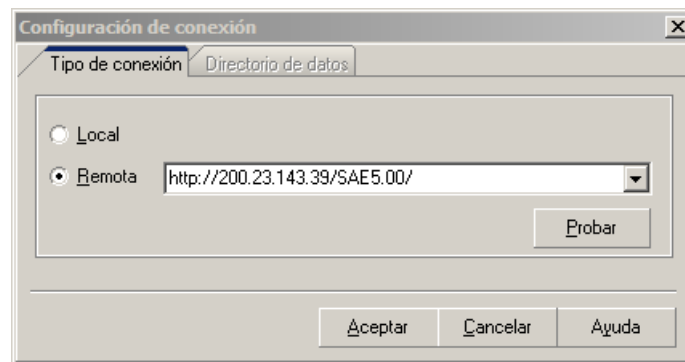 Configuración de conexión
Tipo de conexión Directorio de datos
Local
Remota http://200.23.143.39/SAE5.00/
Probar
Aceptar Cancelar Ayuda